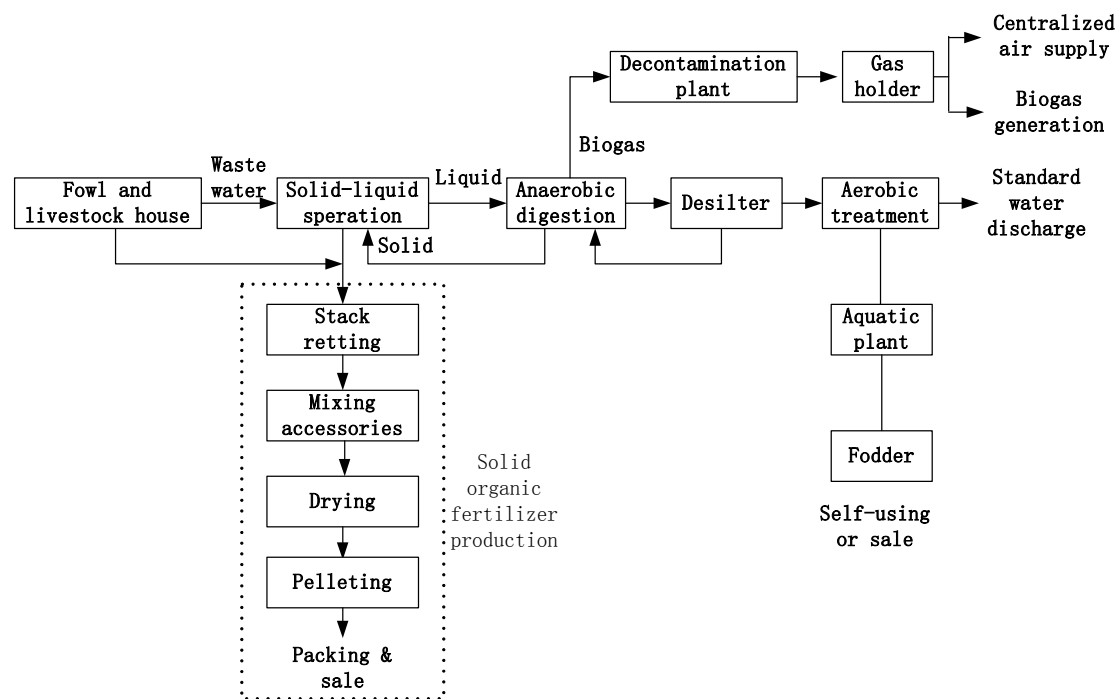 Centralized
air supply
Decontamination
plant
Gas
holder
Biogas
generation
Biogas
Waste
water
Liquid
Fowl and
livestock house
Solid-liquid
speration
Anaerobic
digestion
Desilter
Aerobic
treatment
Standard
water
discharge
Solid
Stack
retting
Aquatic
plant
Mixing
accessories
Fodder
Solid
organic
fertilizer
production
Drying
Self-using
or sale
Pelleting
Packing &
sale